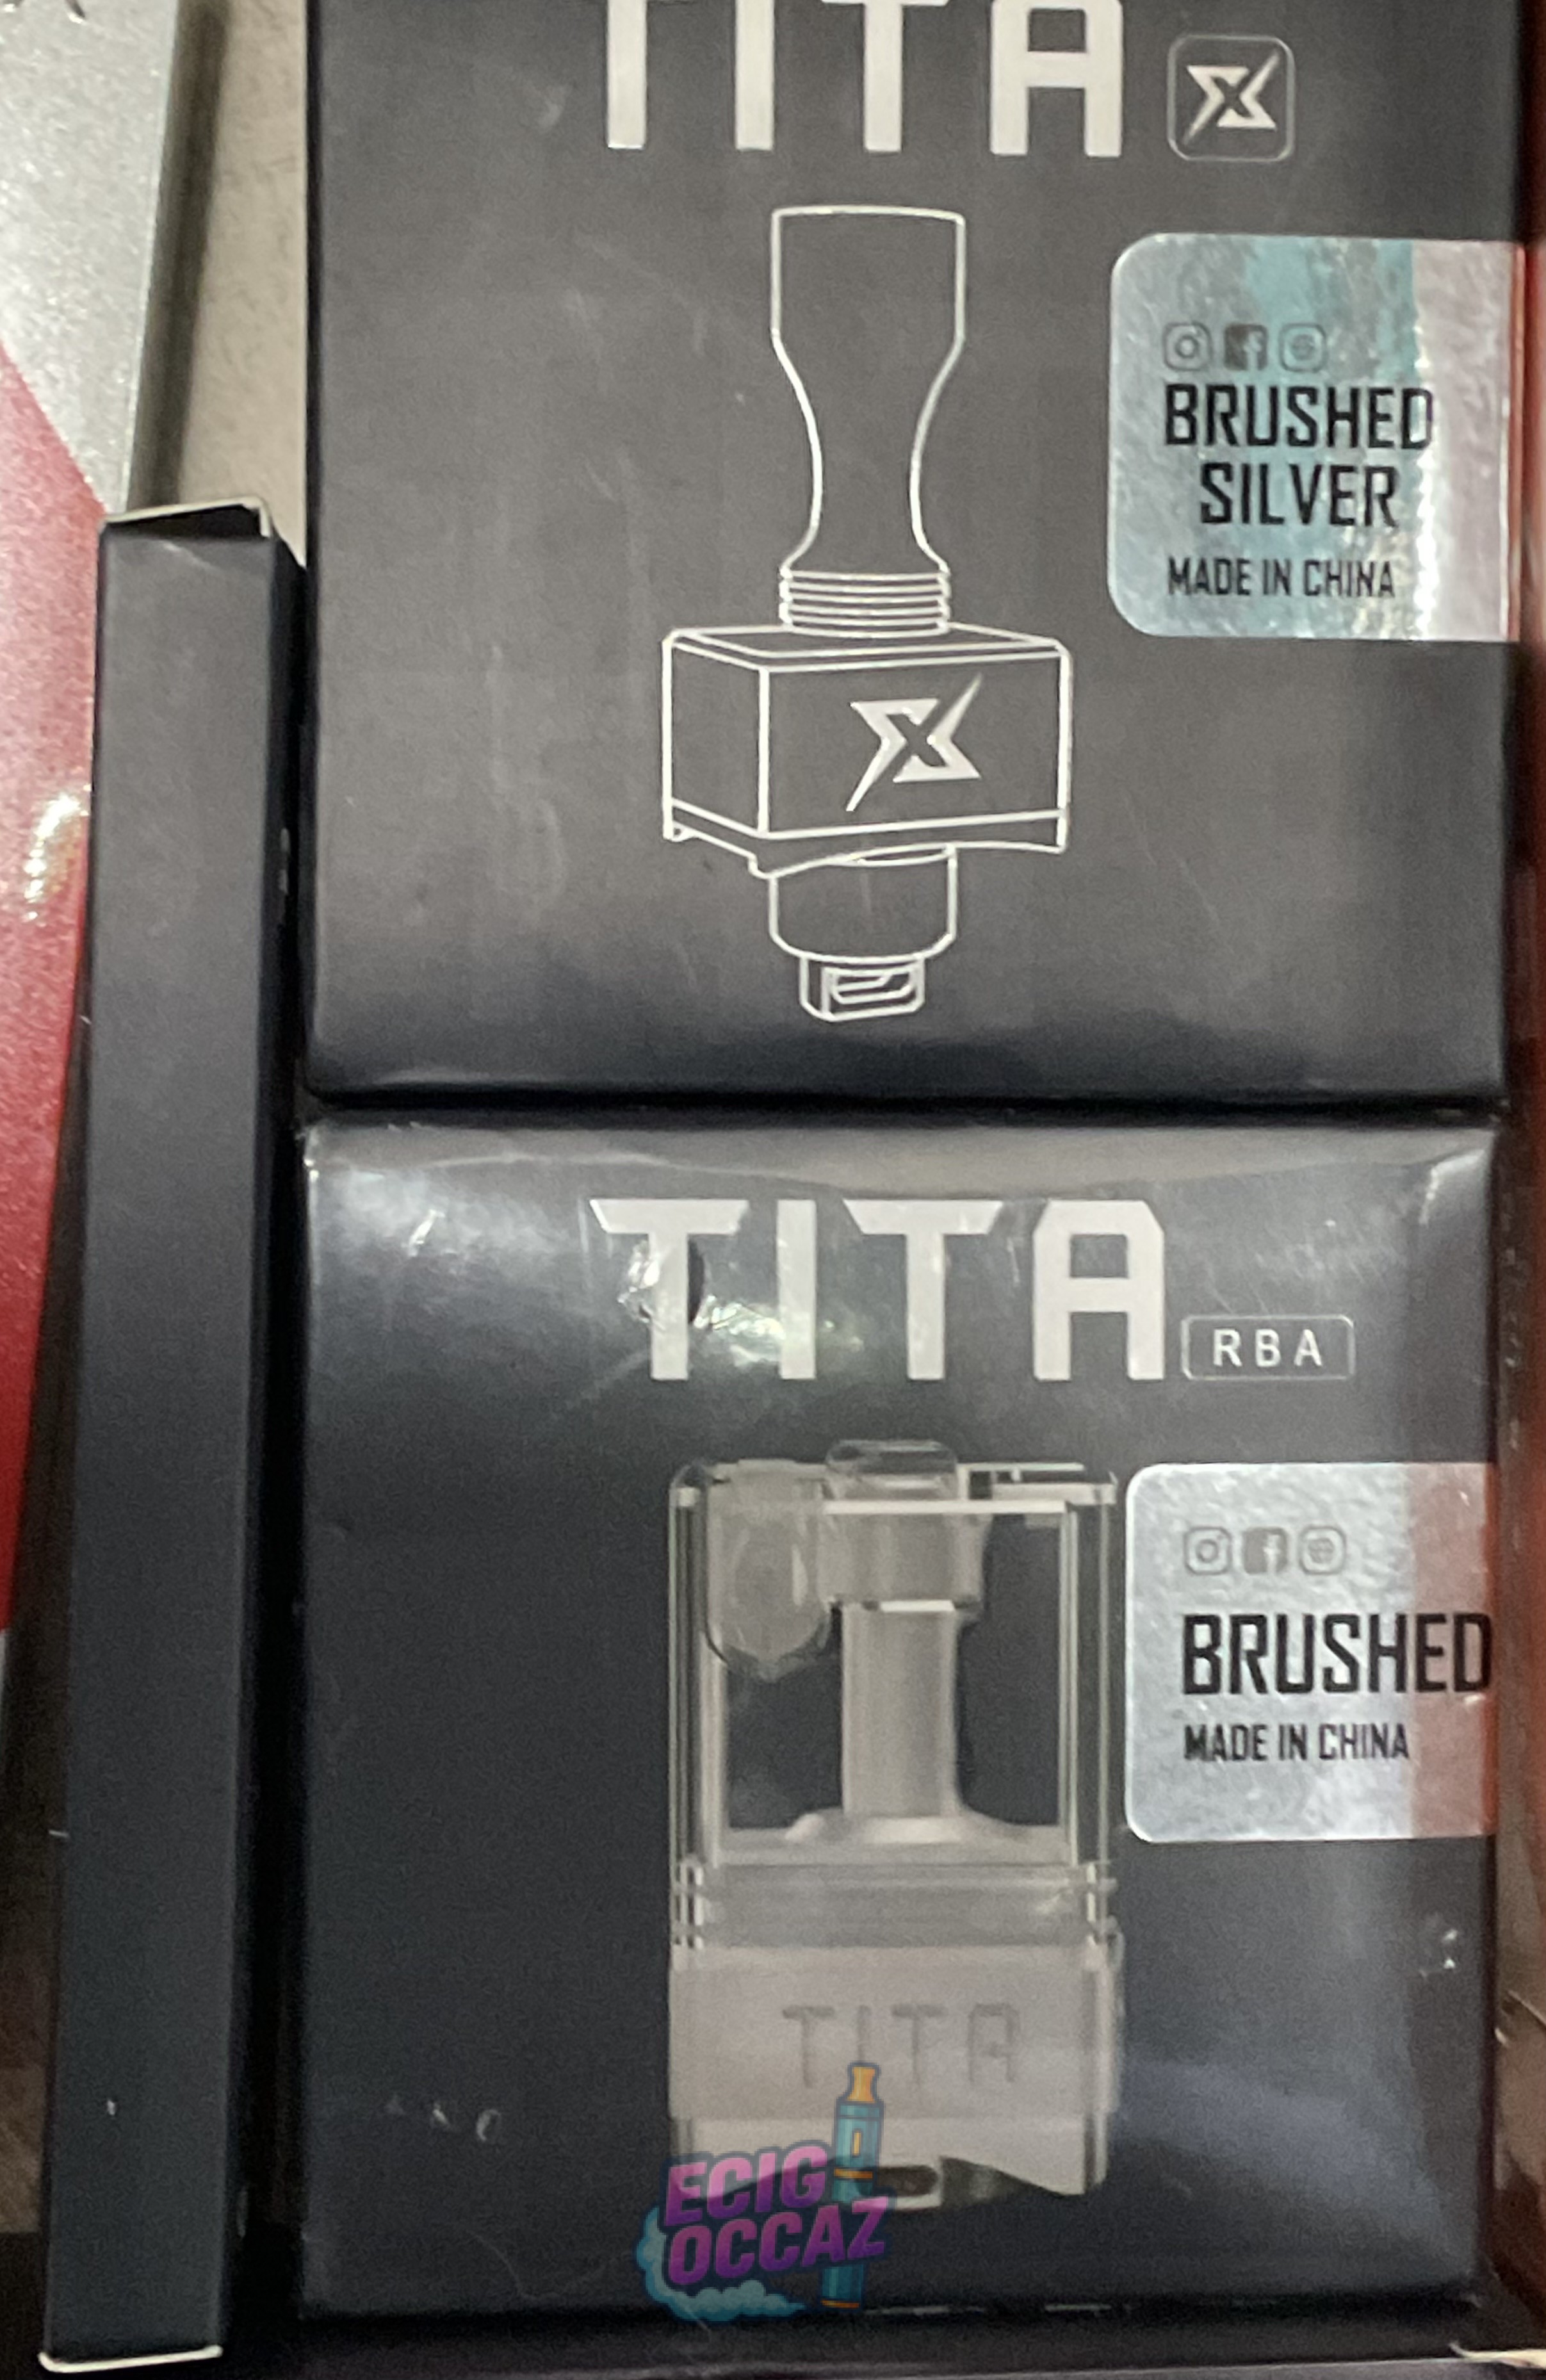 TITA X
BRUSHED
SILVER
MADE IN CHINA
X
TITA
RBA
BRUSHED
MADE IN CHINA
TITA
ECIG
OCCAZ